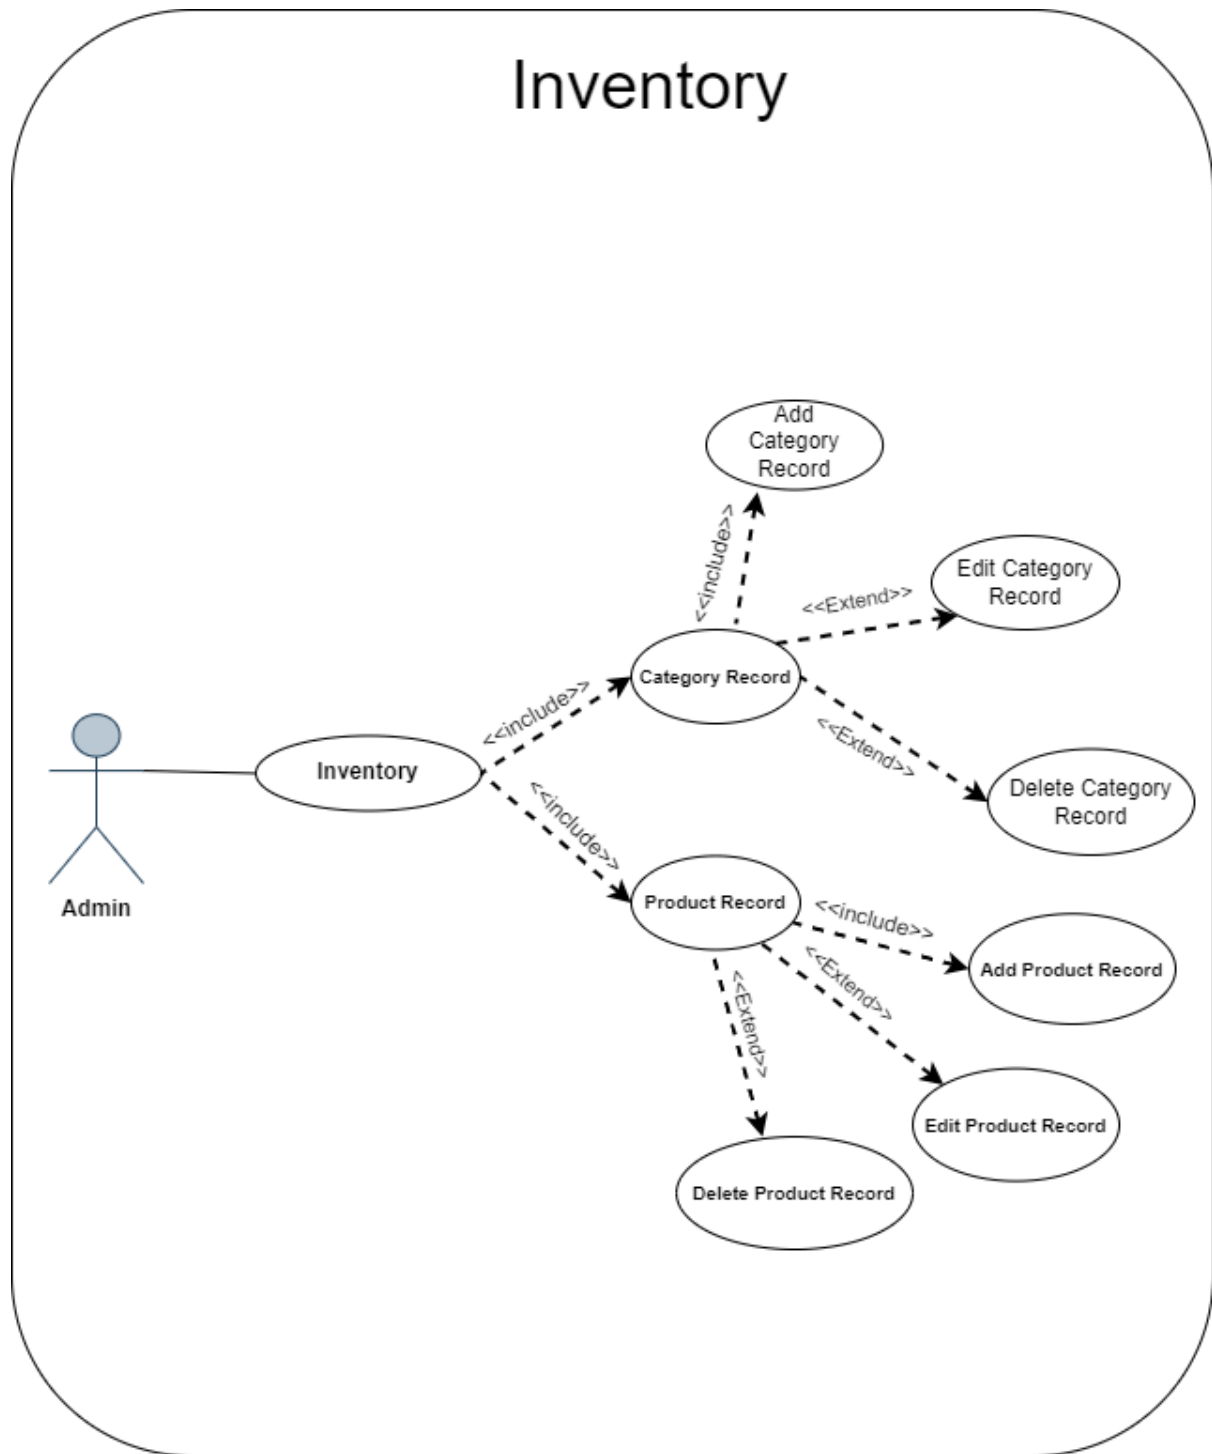 Inventory
Add
Category
Record
<<include>>
Edit Category
Record
<<Extend>>
Category Record
<<include>>
<<Extend>>
Inventory
Delete Category
Record
<<include>>
Admin
Product Record
<<include>>
Add Product Record
<<Extend>>
<<Extend>>
Edit Product Record
Delete Product Record